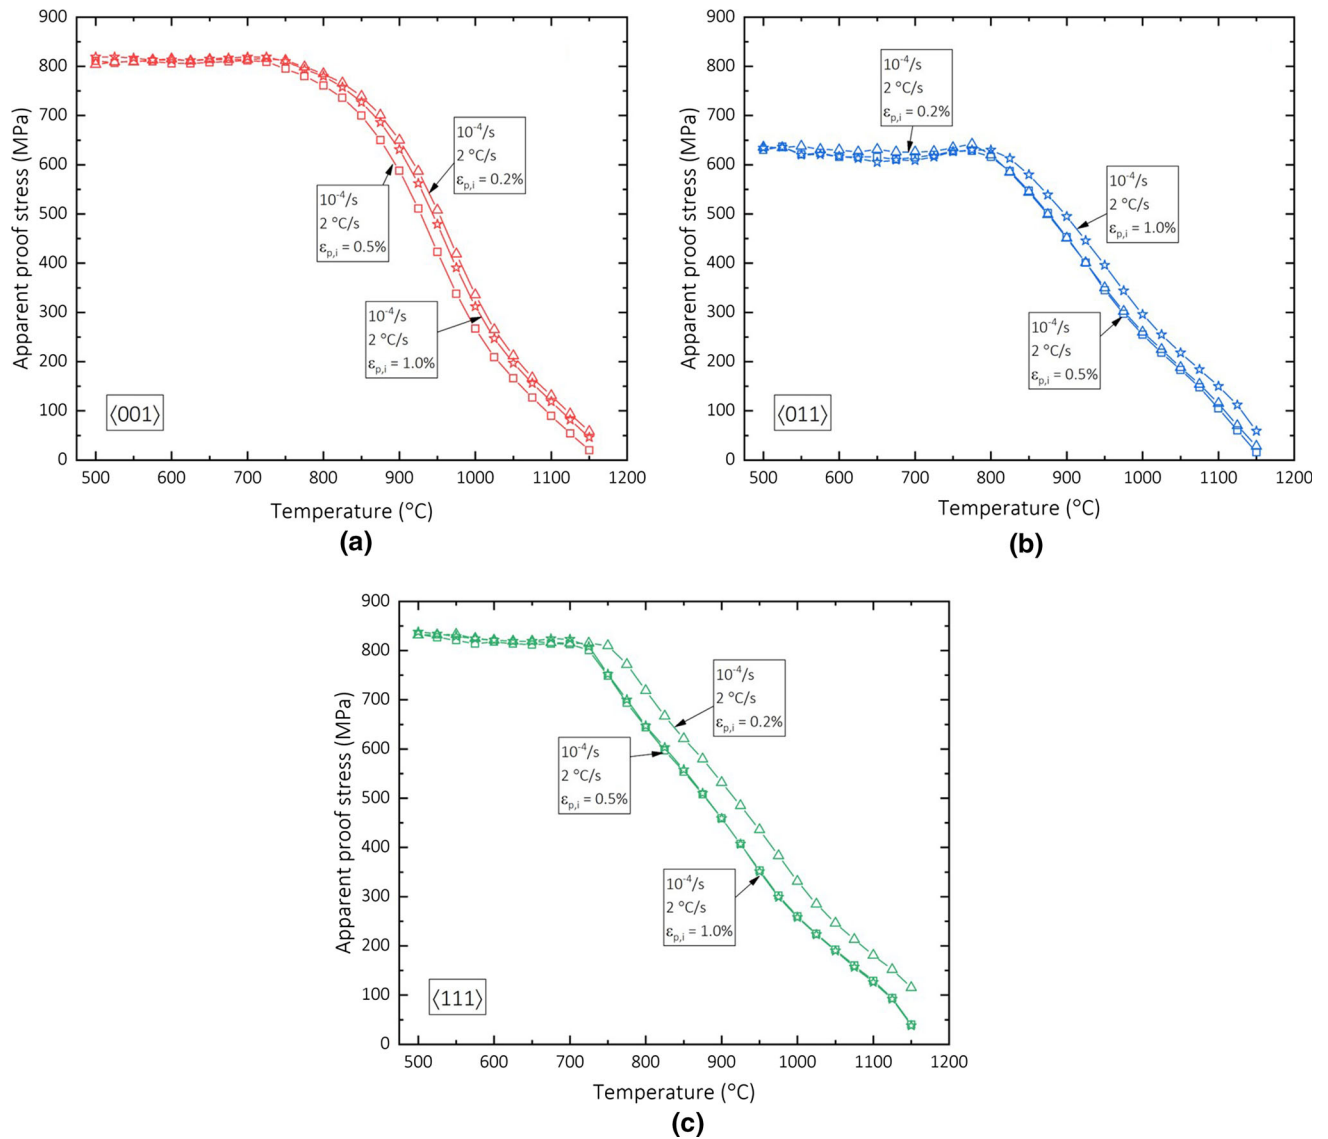 900
800
700
600
500
400
300
200
100
0
Apparent proof stress (MPa)
10⁻⁴/s
2 °C/s
εp,i = 0.2%
10⁻⁴/s
2 °C/s
εp,i = 0.5%
10⁻⁴/s
2 °C/s
εp,i = 1.0%
⟨001⟩
500 600 700 800 900 1000 1100 1200
Temperature (°C)
(a)
900
800
700
600
500
400
300
200
100
0
Apparent proof stress (MPa)
10⁻⁴/s
2 °C/s
εp,i = 0.2%
10⁻⁴/s
2 °C/s
εp,i = 1.0%
10⁻⁴/s
2 °C/s
εp,i = 0.5%
⟨011⟩
500 600 700 800 900 1000 1100 1200
Temperature (°C)
(b)
900
800
700
600
500
400
300
200
100
0
Apparent proof stress (MPa)
10⁻⁴/s
2 °C/s
εp,i = 0.2%
10⁻⁴/s
2 °C/s
εp,i = 0.5%
10⁻⁴/s
2 °C/s
εp,i = 1.0%
⟨111⟩
500 600 700 800 900 1000 1100 1200
Temperature (°C)
(c)